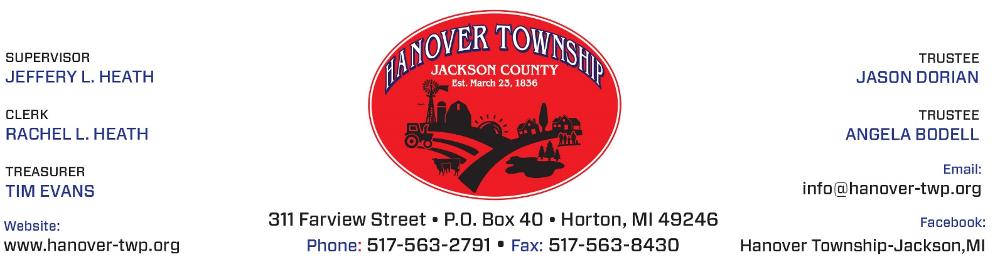 HANOVER TOWNSHIP
JACKSON COUNTY
Est. March 23, 1836
SUPERVISOR
JEFFERY L. HEATH
CLERK
RACHEL L. HEATH
TREASURER
TIM EVANS
Website:
www.hanover-twp.org
TRUSTEE
JASON DORIAN
TRUSTEE
ANGELA BODELL
Email:
info@hanover-twp.org
Facebook:
Hanover Township-Jackson,MI
311 Farview Street • P.O. Box 40 • Horton, MI 49246
Phone: 517-563-2791 • Fax: 517-563-8430